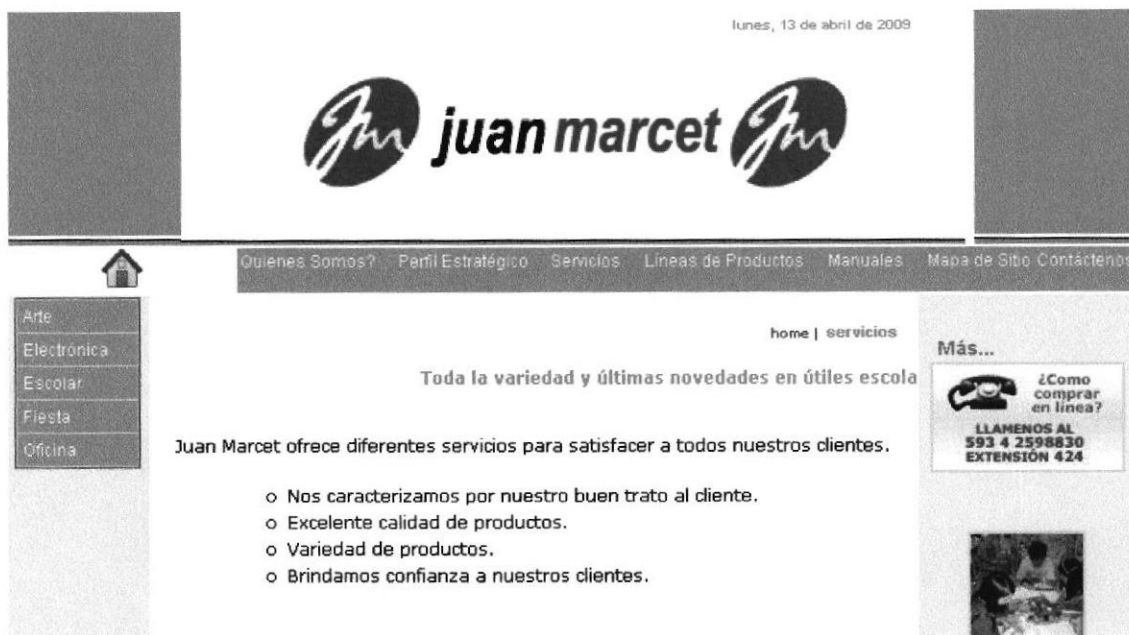 lunes, 13 de abril de 2009
Jm juan marcet Jm
Quienes Somos? Perfil Estratégico Servicios Líneas de Productos Manuales Mapa de Sitio Contáctenos
Arte
Electrónica
Escolar
Fiesta
Oficina
home | servicios
Toda la variedad y últimas novedades en útiles escola
Juan Marcet ofrece diferentes servicios para satisfacer a todos nuestros clientes.
o Nos caracterizamos por nuestro buen trato al cliente.
o Excelente calidad de productos.
o Variedad de productos.
o Brindamos confianza a nuestros clientes.
Más...
¿Como
comprar
en línea?
LLAMENOS AL
593 4 2598830
EXTENSIÓN 424